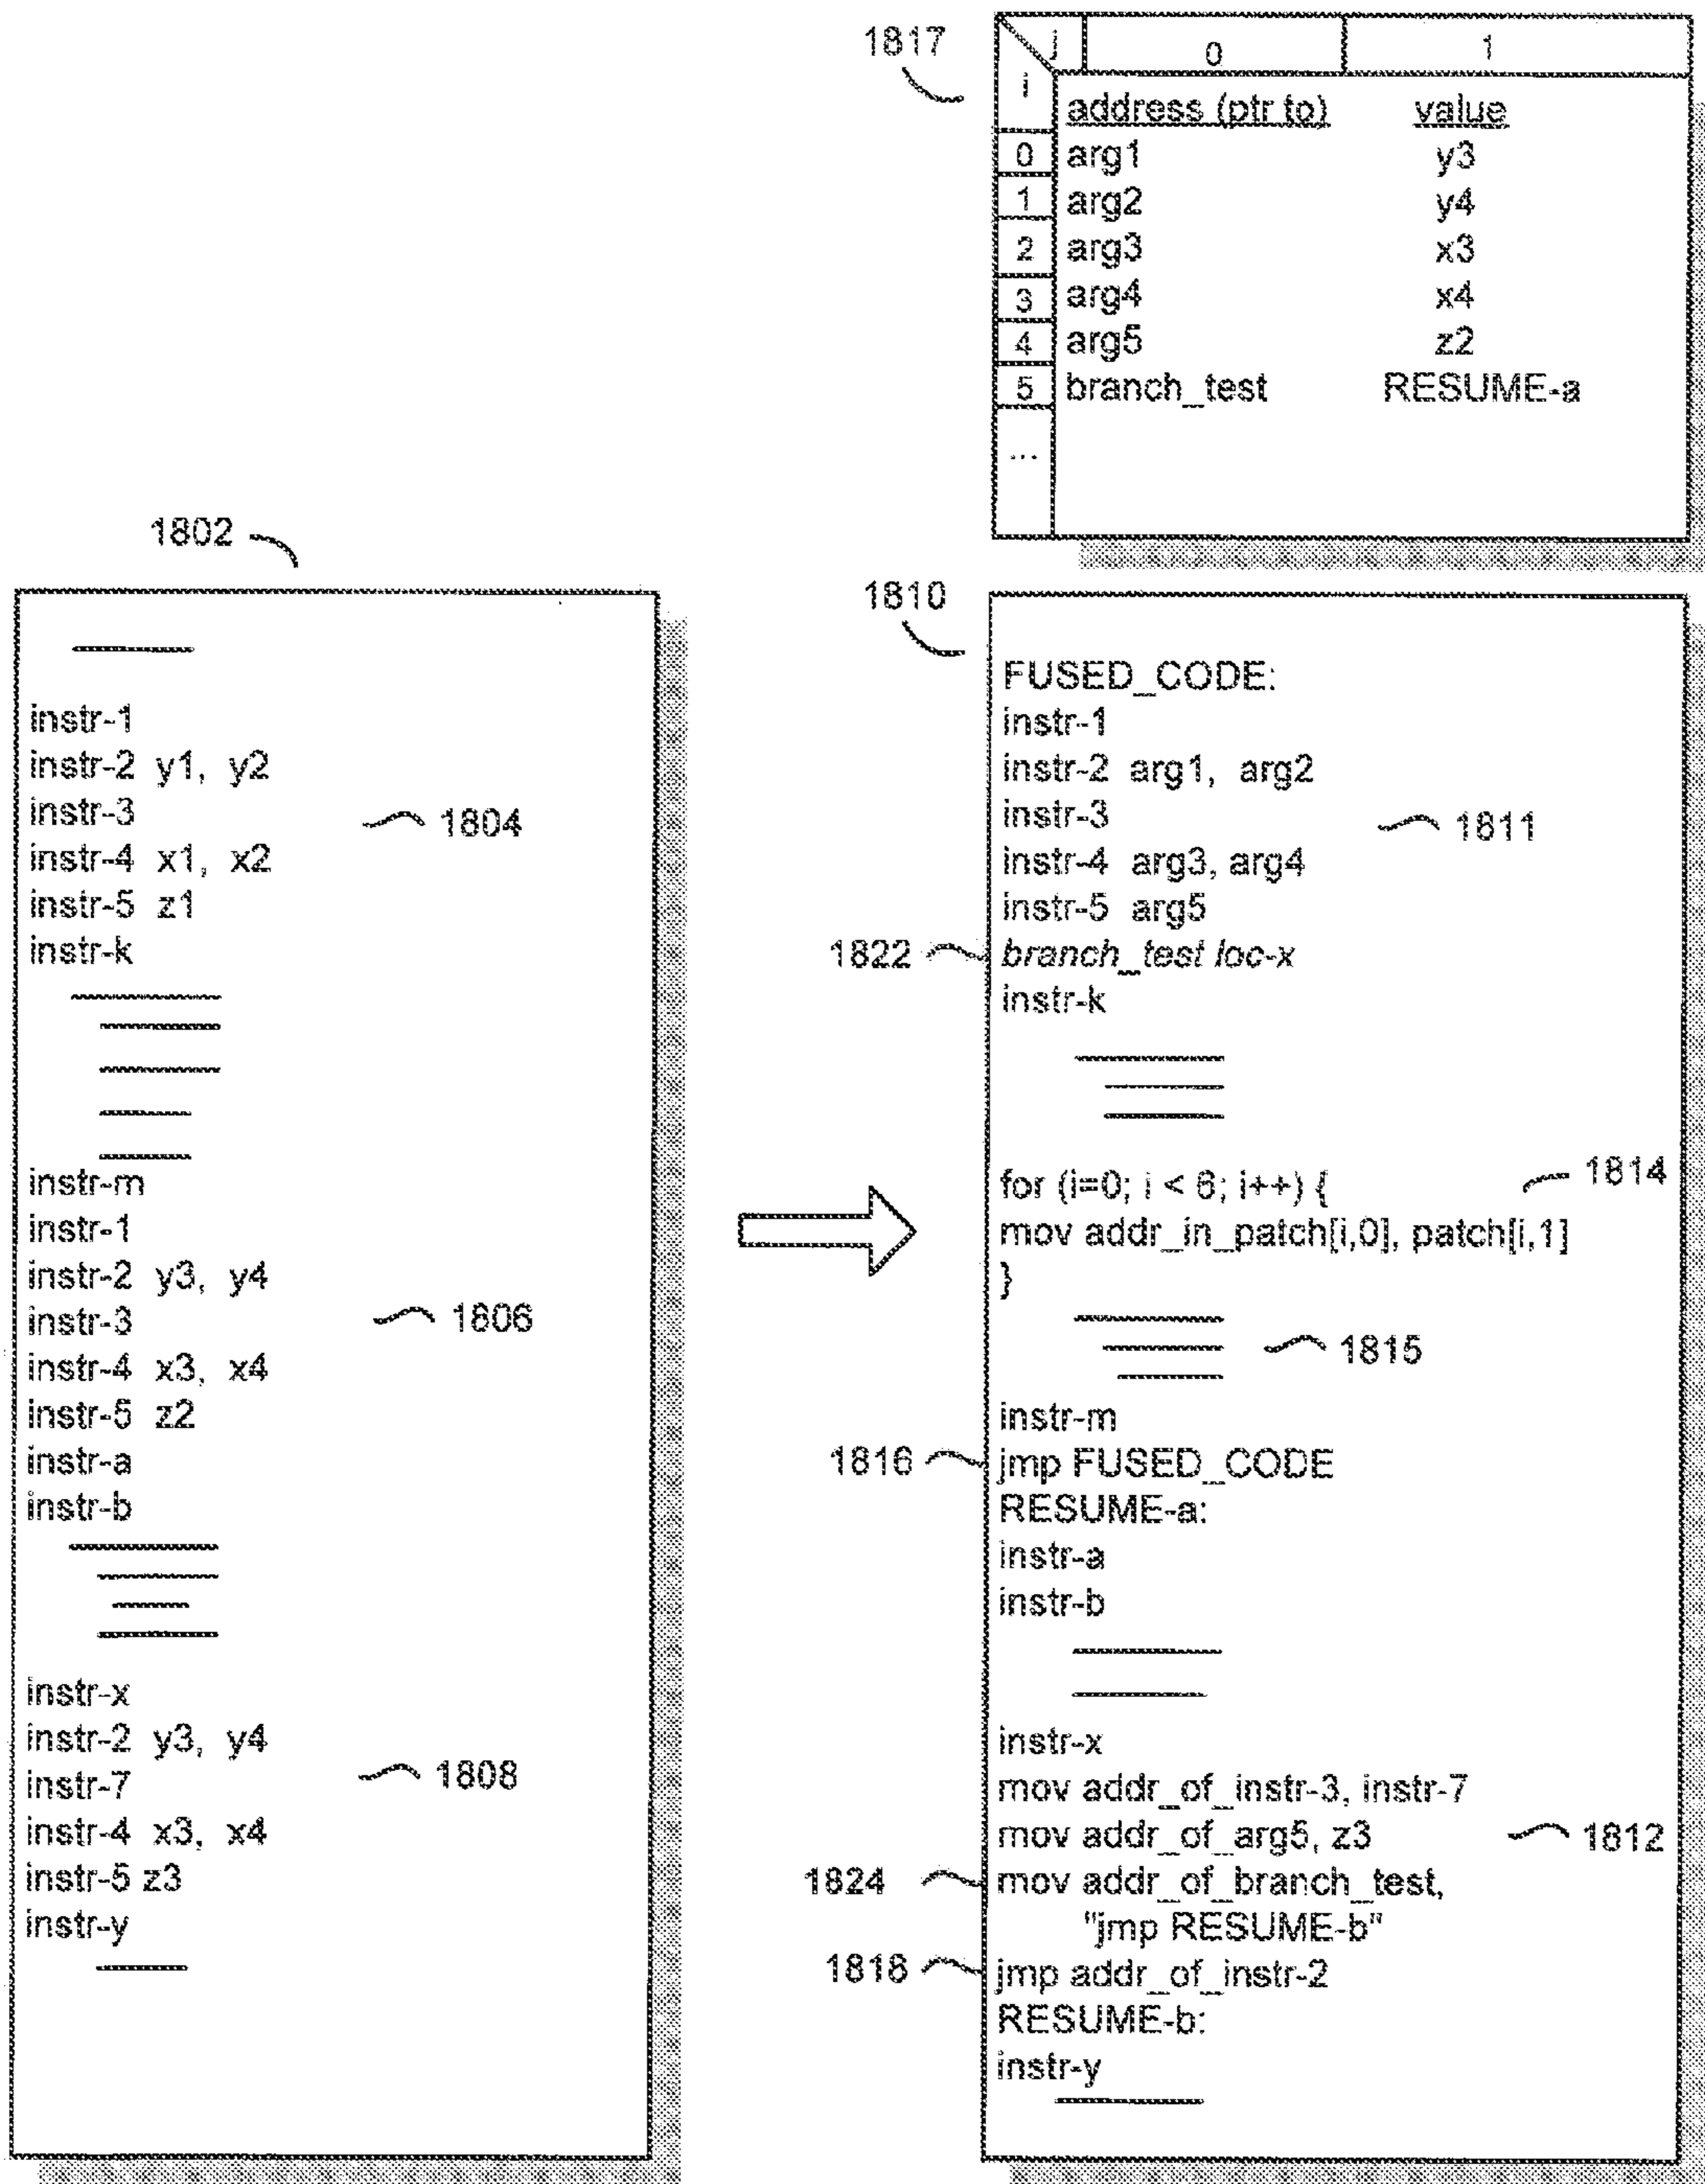 1817
j 0 1
i
address (ptr to) value
0 arg1 y3
1 arg2 y4
2 arg3 x3
3 arg4 x4
4 arg5 z2
5 branch_test RESUME-a
...
1802
instr-1
instr-2 y1, y2
instr-3
1804
instr-4 x1, x2
instr-5 z1
instr-k
instr-m
instr-1
instr-2 y3, y4
instr-3
1806
instr-4 x3, x4
instr-5 z2
instr-a
instr-b
instr-x
instr-2 y3, y4
instr-7
1808
instr-4 x3, x4
instr-5 z3
instr-y
1810
FUSED_CODE:
instr-1
instr-2 arg1, arg2
instr-3
1811
instr-4 arg3, arg4
instr-5 arg5
1822 branch_test loc-x
instr-k
for (i=0; i < 6; i++) {
1814
mov addr_in_patch[i,0], patch[i,1]
}
1815
instr-m
1816 jmp FUSED_CODE
RESUME-a:
instr-a
instr-b
instr-x
mov addr_of_instr-3, instr-7
mov addr_of_arg5, z3
1812
1824 mov addr_of_branch_test,
"jmp RESUME-b"
1818 jmp addr_of_instr-2
RESUME-b:
instr-y